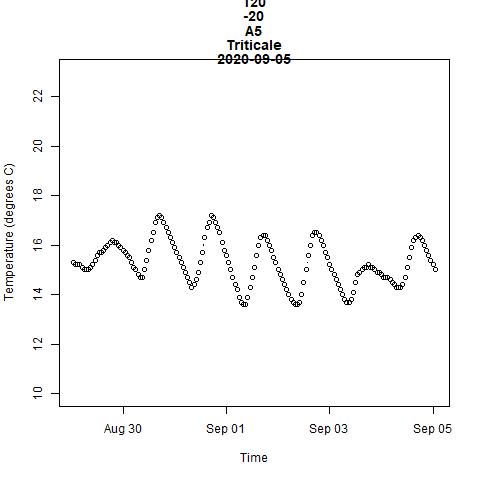 120
-20
A5
Triticale
2020-09-05
Temperature (degrees C)
22
20
18
16
14
12
10
Aug 30
Sep 01
Sep 03
Sep 05
Time